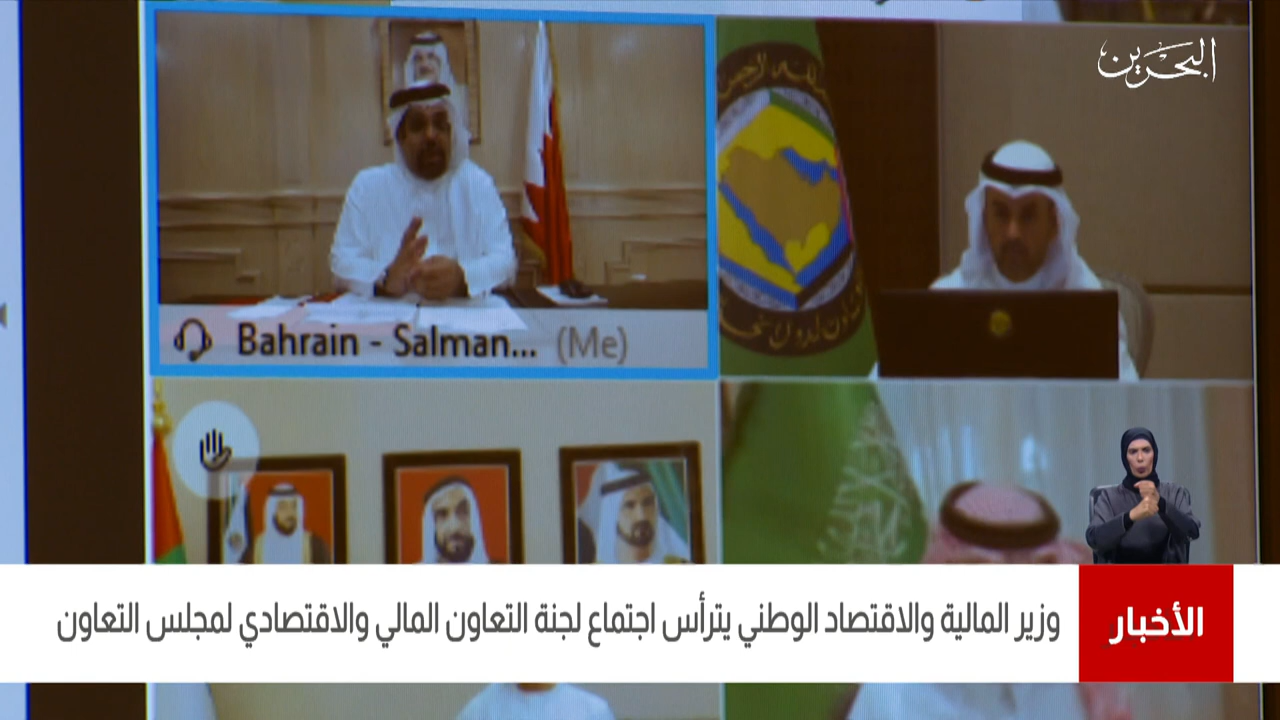 البحرين
Bahrain - Salman... (Me)
وزير المالية والاقتصاد الوطني يترأس اجتماع لجنة التعاون المالي والاقتصادي لمجلس التعاون
الأخبار